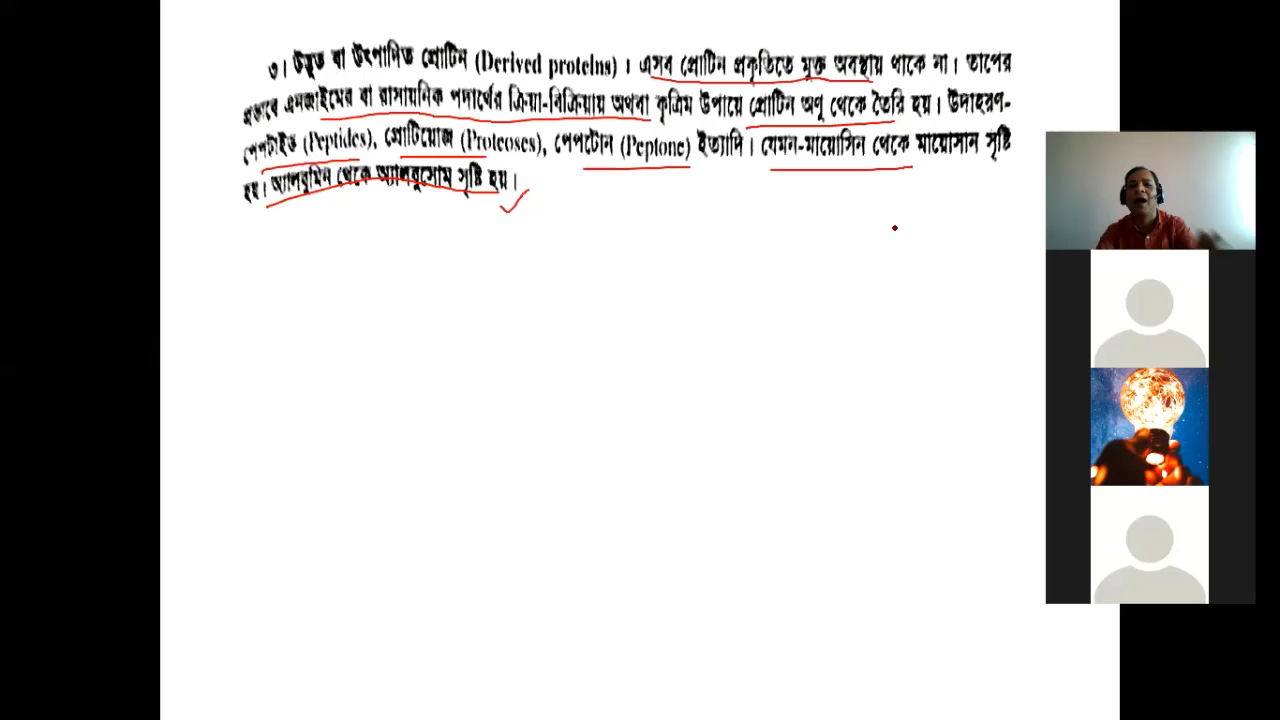 ৩। উদ্ভূত বা উৎপাদিত প্রোটিন (Derived proteins) : এসব প্রোটিন প্রকৃতিতে মুক্ত অবস্থায় থাকে না। তাপের
প্রভাবে এনজাইমের বা রাসায়নিক পদার্থের ক্রিয়া-বিক্রিয়ায় অথবা কৃত্রিম উপায়ে প্রোটিন অণু থেকে তৈরি হয়। উদাহরণ-
পেপটাইড (Peptides), প্রোটিয়োজ (Proteoses), পেপটোন (Peptone) ইত্যাদি। যেমন-মায়োসিন থেকে মায়োসান সৃষ্টি
হয়। অ্যালবুমিন থেকে অ্যালবুমোম সৃষ্টি হয়।